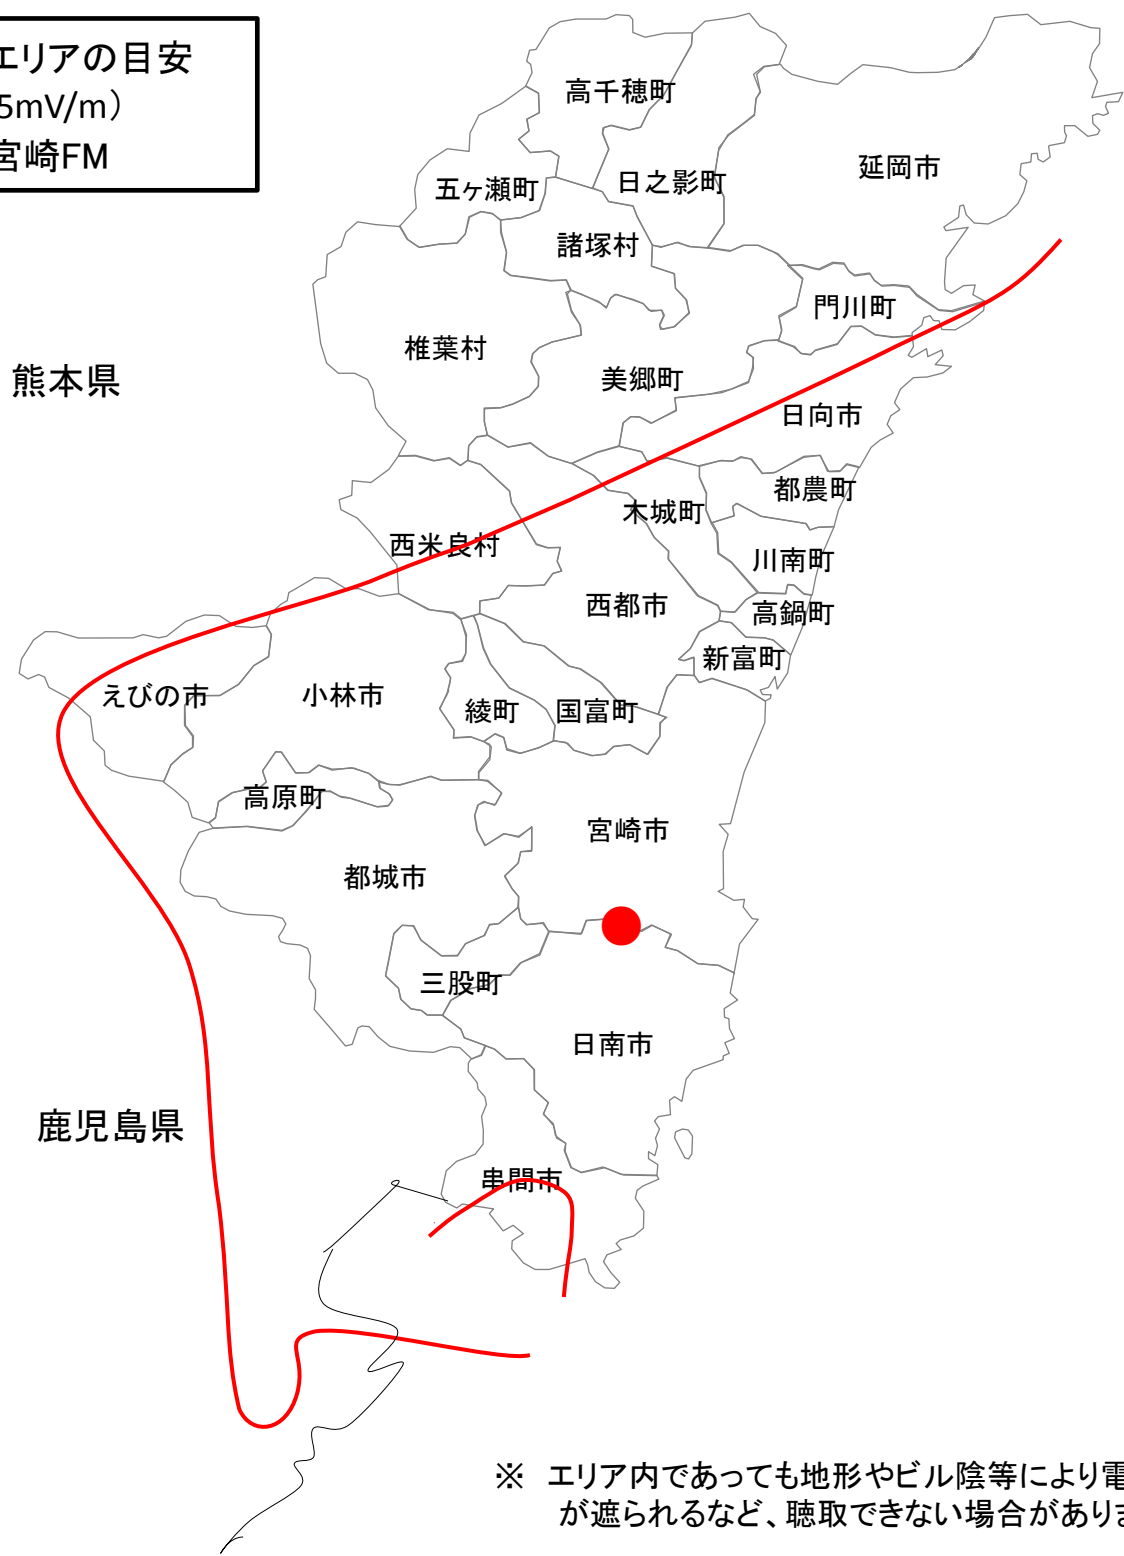 エリアの目安
5mV/m）
宮崎FM
高千穂町
延岡市
日之影町
五ヶ瀬町
諸塚村
門川町
椎葉村
美郷町
熊本県
日向市
都農町
木城町
西米良村
川南町
西都市
高鍋町
新富町
えびの市
小林市
綾町
国富町
高原町
宮崎市
都城市
三股町
日南市
鹿児島県
串間市
※ エリア内であっても地形やビル陰等により電
が遮られるなど、聴取できない場合があり